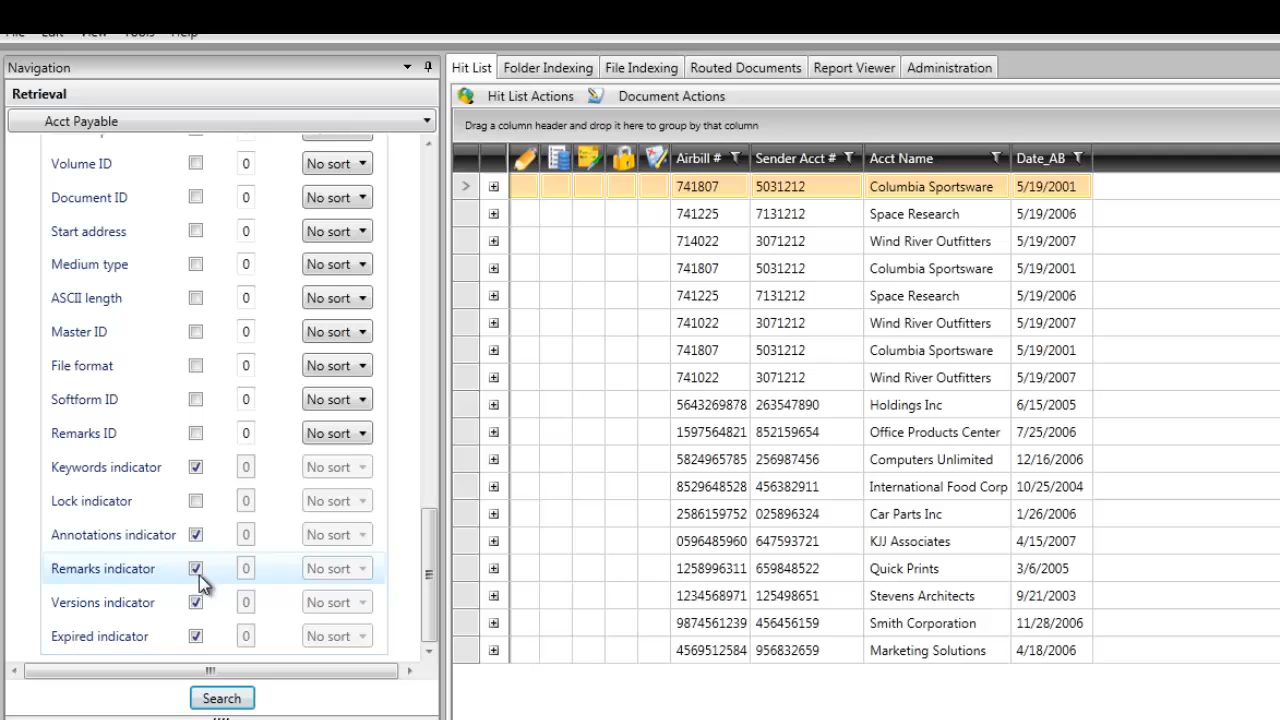 File Edit View Tools Help
Navigation
Retrieval
Acct Payable
Volume ID 0 No sort
Document ID 0 No sort
Start address 0 No sort
Medium type 0 No sort
ASCII length 0 No sort
Master ID 0 No sort
File format 0 No sort
Softform ID 0 No sort
Remarks ID 0 No sort
Keywords indicator 0 No sort
Lock indicator 0 No sort
Annotations indicator 0 No sort
Remarks indicator 0 No sort
Versions indicator 0 No sort
Expired indicator 0 No sort
Search
Hit List Folder Indexing File Indexing Routed Documents Report Viewer Administration
Hit List Actions Document Actions
Drag a column header and drop it here to group by that column
Airbill # Sender Acct # Acct Name Date_AB
741807 5031212 Columbia Sportsware 5/19/2001
741225 7131212 Space Research 5/19/2006
714022 3071212 Wind River Outfitters 5/19/2007
741807 5031212 Columbia Sportsware 5/19/2001
741225 7131212 Space Research 5/19/2006
741022 3071212 Wind River Outfitters 5/19/2007
741807 5031212 Columbia Sportsware 5/19/2001
741022 3071212 Wind River Outfitters 5/19/2007
5643269878 263547890 Holdings Inc 6/15/2005
1597564821 852159654 Office Products Center 7/25/2006
5824965785 256987456 Computers Unlimited 12/16/2006
8529648528 456382911 International Food Corp 10/25/2004
2586159752 025896324 Car Parts Inc 1/26/2006
0596485960 647593721 KJJ Associates 4/15/2007
1258996311 659848522 Quick Prints 3/6/2005
1234568971 125498651 Stevens Architects 9/21/2003
9874561239 456456159 Smith Corporation 11/28/2006
4569512584 956832659 Marketing Solutions 4/18/2006